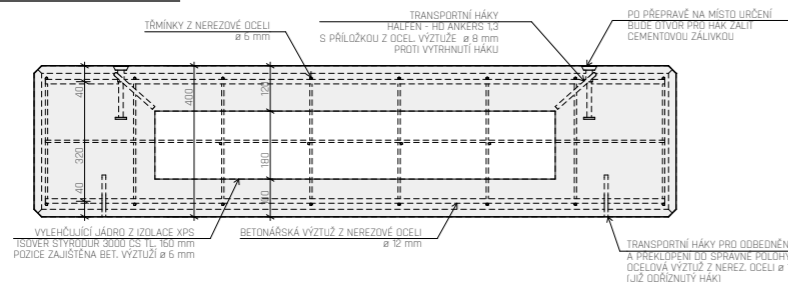 TŘMÍNKY Z NEREZOVÉ OCELI
ø 6 mm
TRANSPORTNÍ HÁKY
HALFEN - HD ANKERS 1,3
S PŘÍLOŽKOU Z OCEL. VÝZTUŽE ø 8 mm
PROTI VYTRHNUTÍ HÁKU
PO PŘEPRAVĚ NA MÍSTO URČENÍ
BUDE OTVOR PRO HÁK ZALIT
CEMENTOVOU ZÁLIVKOU
40
400
120
320
180
40
VYLEHČUJÍCÍ JÁDRO Z IZOLACE XPS
ISOVER STYRODUR 3000 CS TL. 160 mm
POZICE ZAJIŠTĚNA BET. VÝZTUŽÍ ø 6 mm
BETONÁŘSKÁ VÝZTUŽ Z NEREZOVÉ OCELI
ø 12 mm
TRANSPORTNÍ HÁKY PRO ODBEDNĚN
A PŘEKLOPENÍ DO SPRÁVNÉ POLOHY
OCELOVÁ VÝZTUŽ Z NEREZ. OCELI ø
(JIŽ ODŘÍZNUTÝ HÁK)